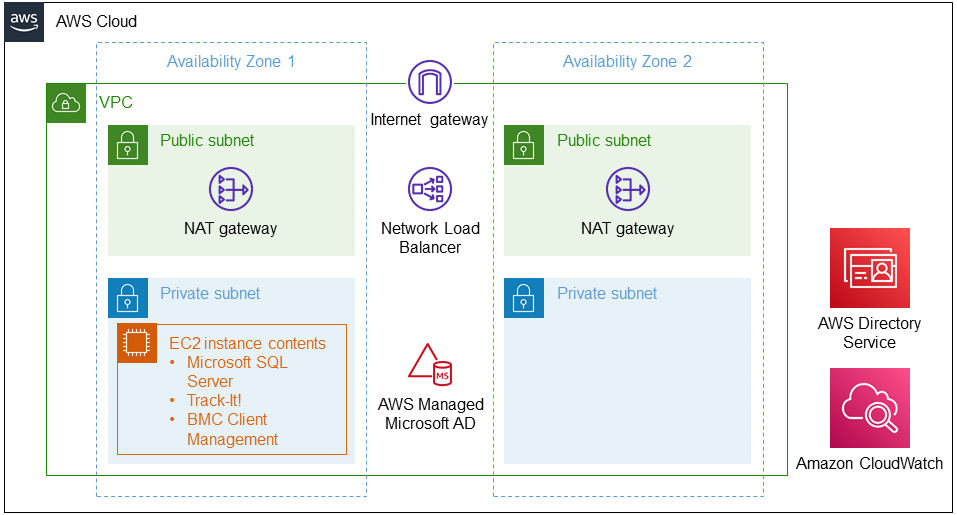 aws
AWS Cloud
Availability Zone 1
Availability Zone 2
VPC
Internet gateway
Public subnet
Public subnet
NAT gateway
Network Load
Balancer
NAT gateway
Private subnet
Private subnet
EC2 instance contents
• Microsoft SQL
Server
• Track-It!
• BMC Client
Management
MS
AWS Managed
Microsoft AD
AWS Directory
Service
Amazon CloudWatch